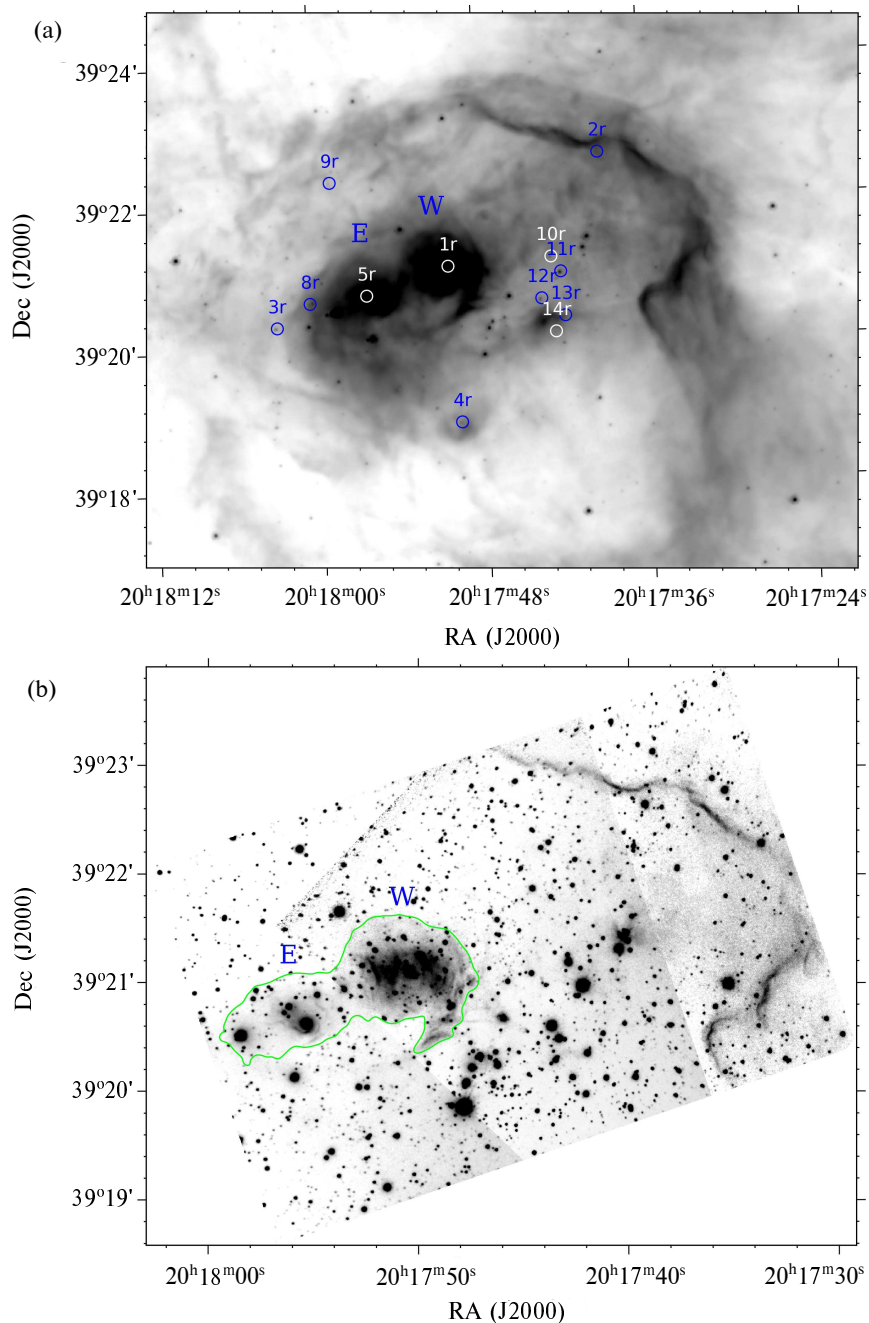 (a)
39°24'
2r
9r
39°22'
W
E
10r
1r
11r
5r
12r
8r
13r
3r
14r
39°20'
4r
39°18'
Dec (J2000)
20ʰ18ᵐ12ˢ 20ʰ18ᵐ00ˢ 20ʰ17ᵐ48ˢ 20ʰ17ᵐ36ˢ 20ʰ17ᵐ24ˢ
RA (J2000)
(b)
39°23'
39°22'
W
E
39°21'
39°20'
39°19'
Dec (J2000)
20ʰ18ᵐ00ˢ 20ʰ17ᵐ50ˢ 20ʰ17ᵐ40ˢ 20ʰ17ᵐ30ˢ
RA (J2000)